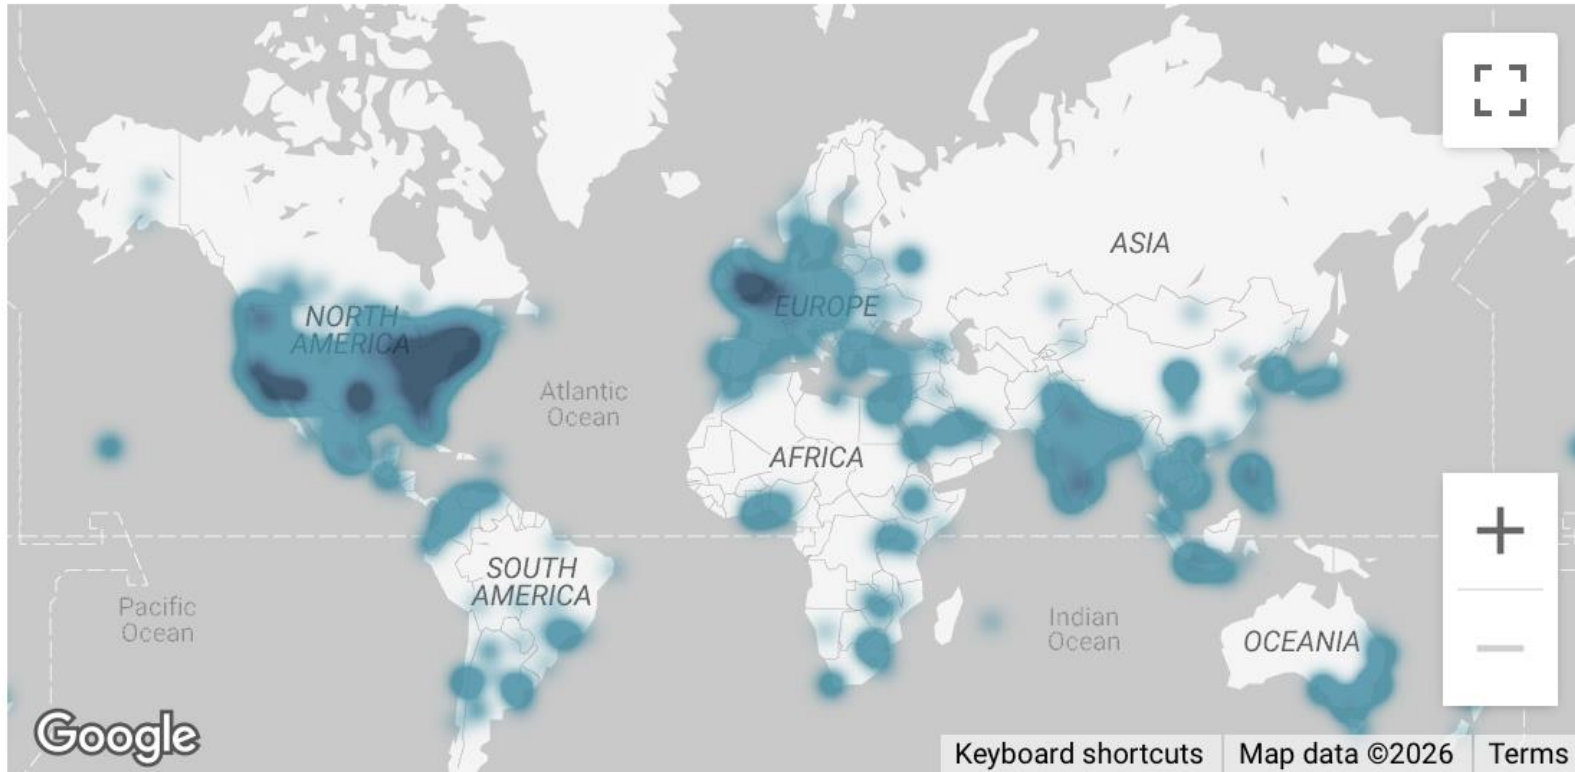 ASIA
NORTH
AMERICA
EUROPE
Atlantic
Ocean
AFRICA
SOUTH
AMERICA
Pacific
Ocean
Indian
Ocean
OCEANIA
Google
Keyboard shortcuts
Map data ©2026
Terms